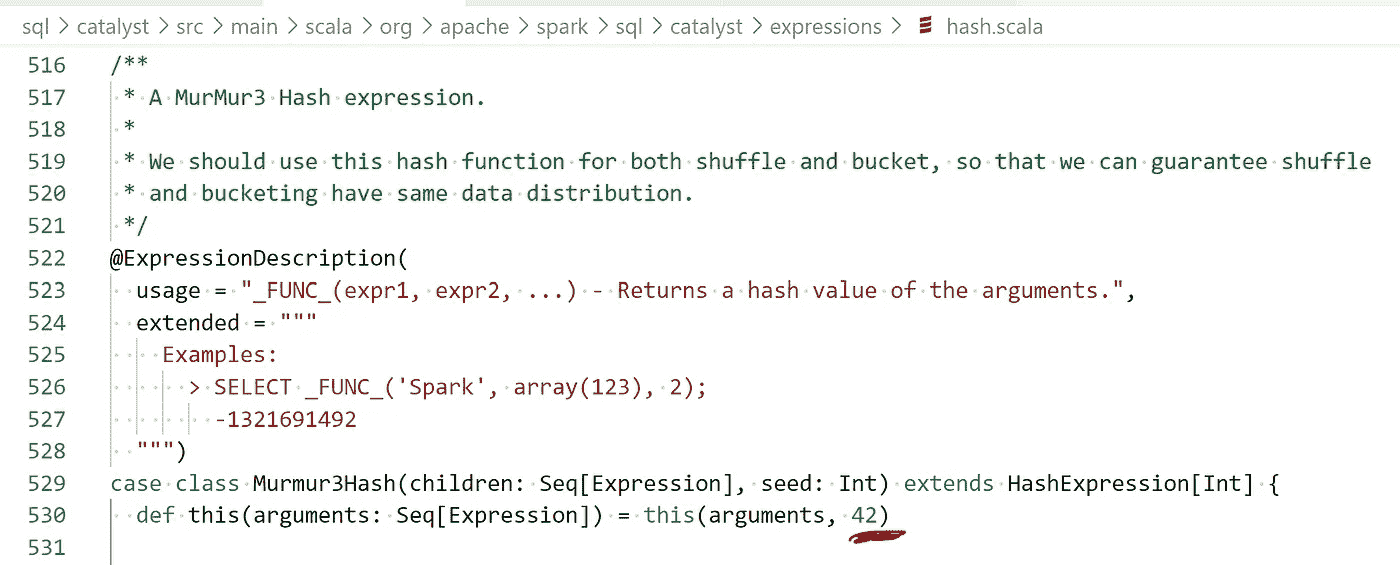 sql > catalyst > src > main > scala > org > apache > spark > sql > catalyst > expressions > hash.scala
516 /**
517  * A MurMur3 Hash expression.
518  *
519  * We should use this hash function for both shuffle and bucket, so that we can guarantee shuffle
520  * and bucketing have same data distribution.
521  */
522 @ExpressionDescription(
523   usage = "_FUNC_(expr1, expr2, ...) - Returns a hash value of the arguments.",
524   extended = """
525     Examples:
526       > SELECT _FUNC_('Spark', array(123), 2);
527         -1321691492
528   """)
529 case class Murmur3Hash(children: Seq[Expression], seed: Int) extends HashExpression[Int] {
530   def this(arguments: Seq[Expression]) = this(arguments, 42)
531